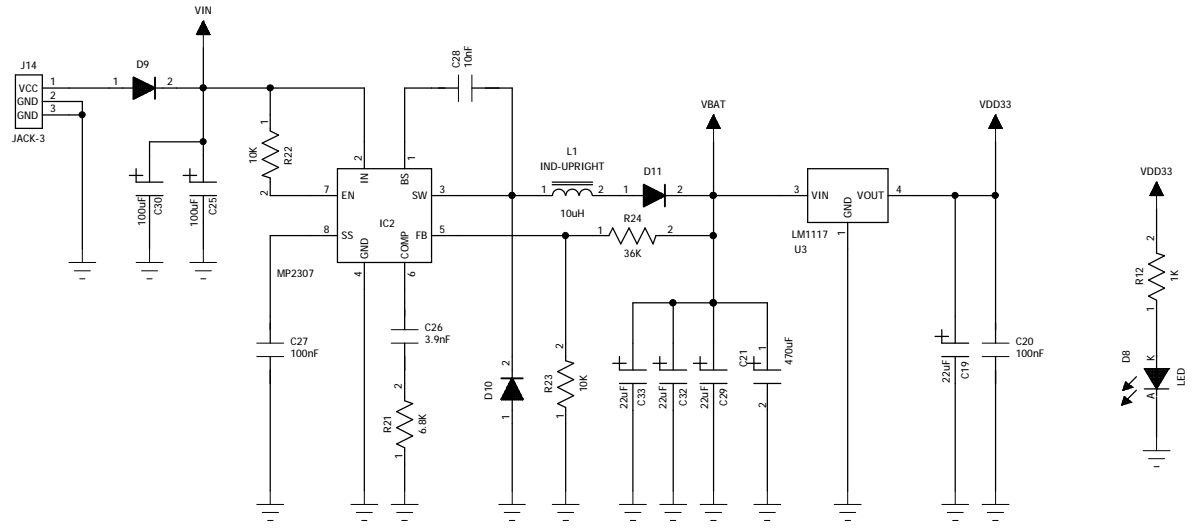 VIN
J14
VCC
GND
GND
JACK-3
1
2
3
1
D9
2
100uF
C30
100uF
C25
1
10K
R22
2
2
1
IN
BS
7
EN
SW
3
IC2
8
SS
FB
5
GND
COMP
4
6
MP2307
C28
10nF
C27
100nF
C26
3.9nF
2
R21
6.8K
1
2
D10
1
L1
IND-UPRIGHT
1
2
10uH
D11
1
2
R24
1
2
36K
2
R23
10K
1
VBAT
22uF
C33
22uF
C32
22uF
C29
C21
1
470uF
2
3
VIN
VOUT
4
GND
1
LM1117
U3
VDD33
22uF
C19
C20
100nF
VDD33
2
R12
1K
1
D8
K
A
LED